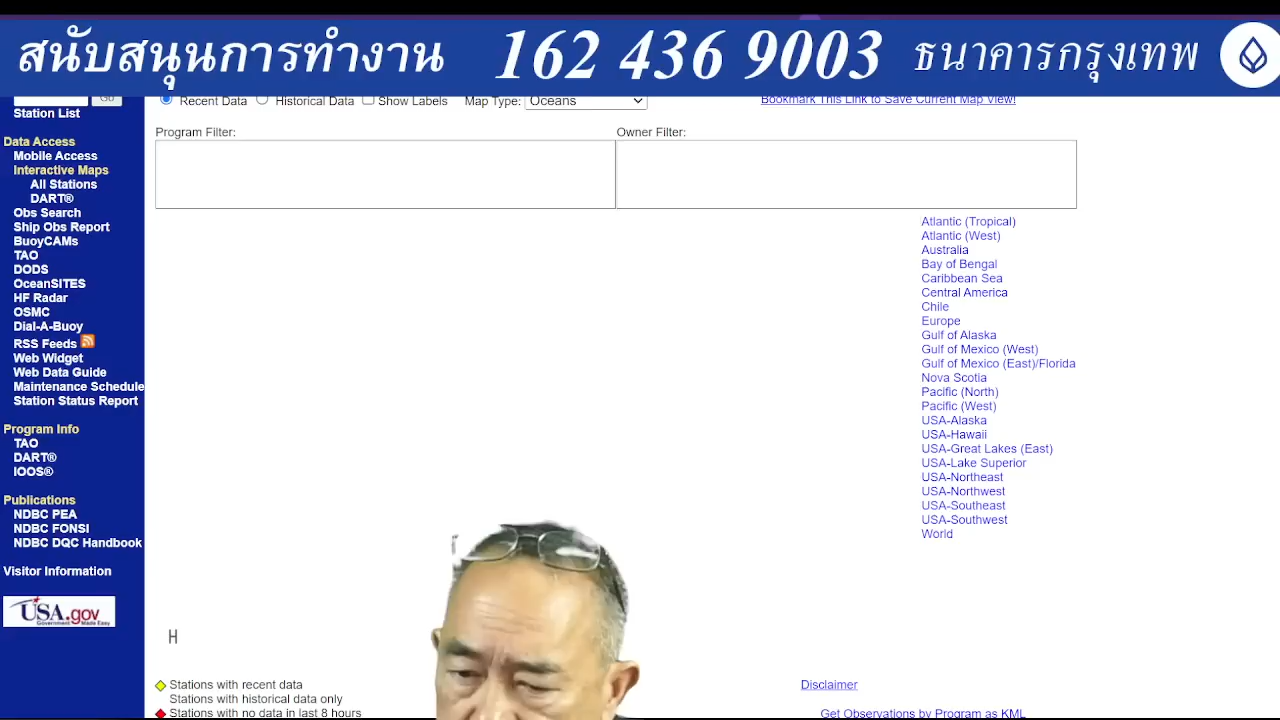 สนับสนุนการทำงาน 162 436 9003 ธนาคารกรุงเทพ
Go
Recent Data Historical Data Show Labels Map Type: Oceans
Bookmark This Link to Save Current Map View!
Station List
Data Access
Mobile Access
Interactive Maps
All Stations
DART®
Obs Search
Ship Obs Report
BuoyCAMs
TAO
DODS
OceanSITES
HF Radar
OSMC
Dial-A-Buoy
RSS Feeds
Web Widget
Web Data Guide
Maintenance Schedule
Station Status Report
Program Info
TAO
DART®
IOOS®
Publications
NDBC PEA
NDBC FONSI
NDBC DQC Handbook
Visitor Information
USA.gov
Government Made Easy
Program Filter:
Owner Filter:
Atlantic (Tropical)
Atlantic (West)
Australia
Bay of Bengal
Caribbean Sea
Central America
Chile
Europe
Gulf of Alaska
Gulf of Mexico (West)
Gulf of Mexico (East)/Florida
Nova Scotia
Pacific (North)
Pacific (West)
USA-Alaska
USA-Hawaii
USA-Great Lakes (East)
USA-Lake Superior
USA-Northeast
USA-Northwest
USA-Southeast
USA-Southwest
World
H
Stations with recent data
Stations with historical data only
Stations with no data in last 8 hours
Disclaimer
Get Observations by Program as KML